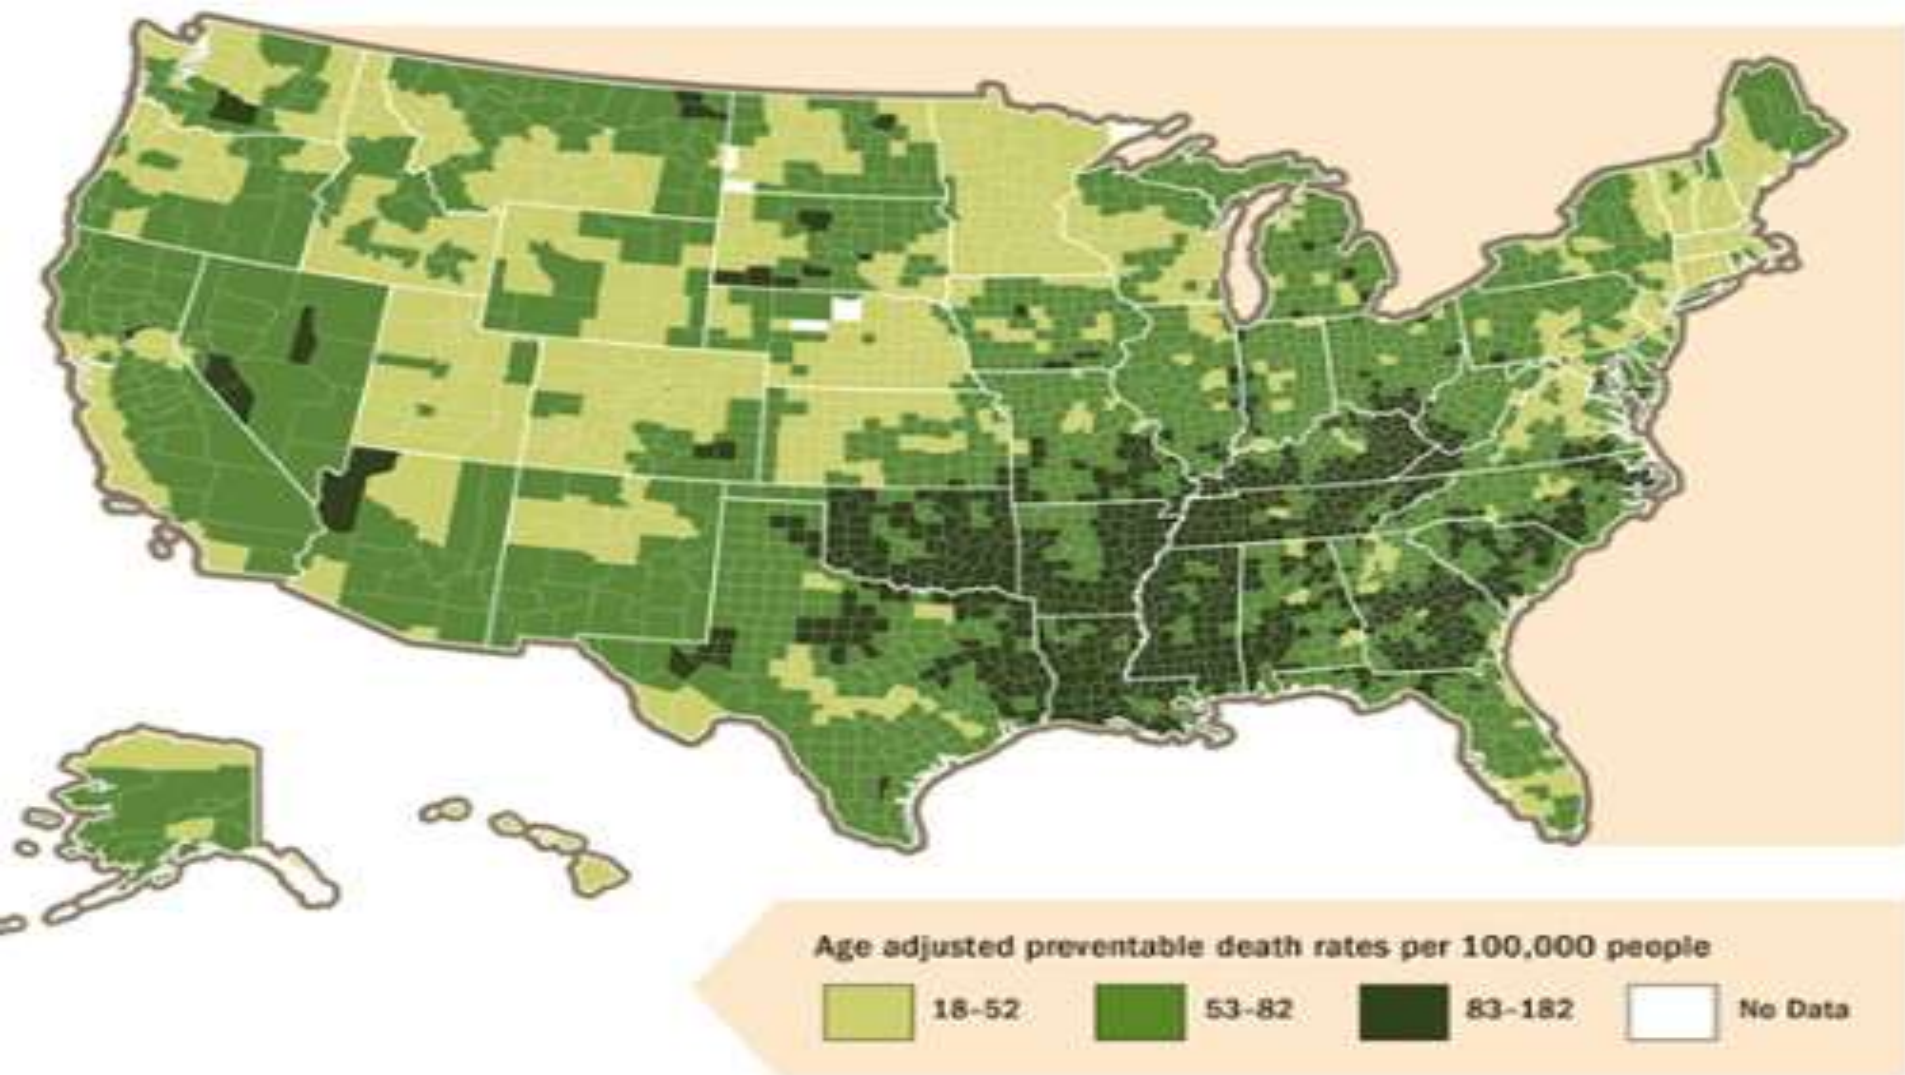 Age adjusted preventable death rates per 100,000 people
18-52 53-82 83-182 No Data